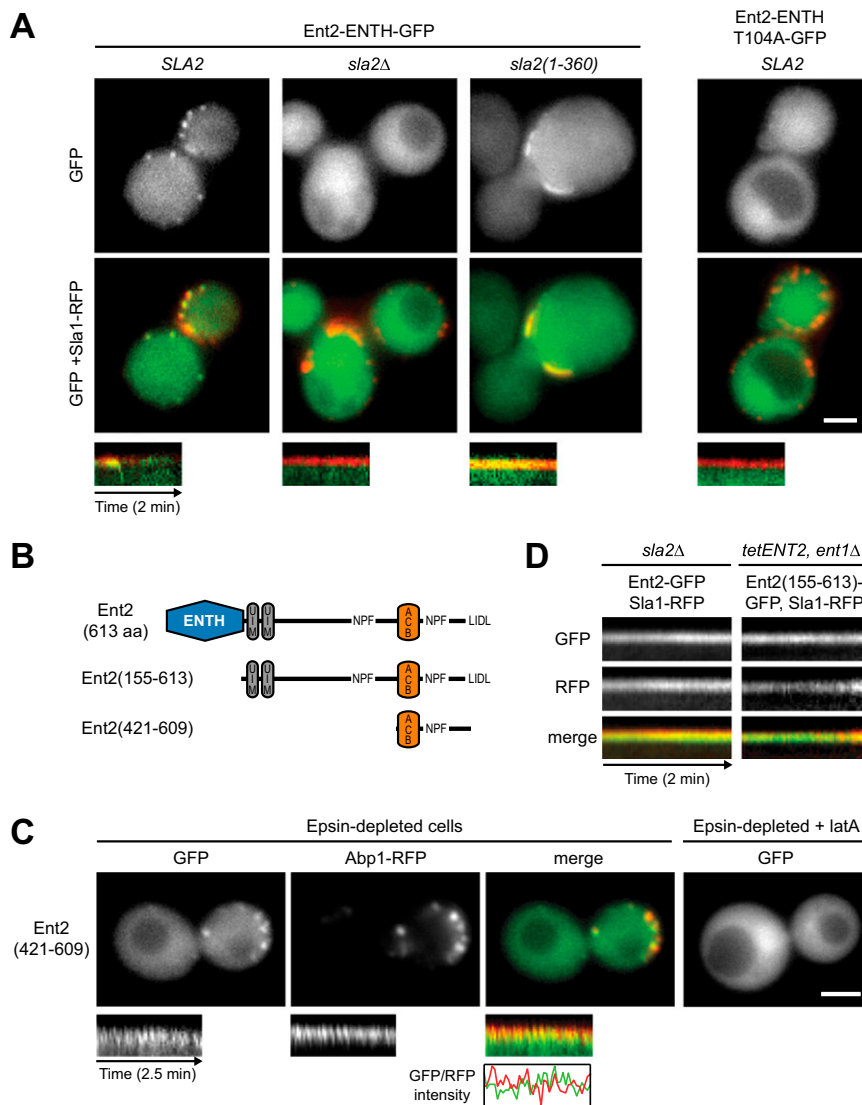 A
Ent2-ENTH-GFP
Ent2-ENTH
T104A-GFP
SLA2
sla2Δ
sla2(1-360)
SLA2
GFP
GFP +Sla1-RFP
Time (2 min)
B
Ent2
(613 aa)
ENTH
UIM
UIM
NPF
ACB
NPF
LIDL
Ent2(155-613)
UIM
UIM
NPF
ACB
NPF
LIDL
Ent2(421-609)
ACB
NPF
D
sla2Δ
tetENT2, ent1Δ
Ent2-GFP
Sla1-RFP
Ent2(155-613)-
GFP, Sla1-RFP
GFP
RFP
merge
Time (2 min)
C
Epsin-depleted cells
Epsin-depleted + latA
GFP
Abp1-RFP
merge
GFP
Ent2
(421-609)
Time (2.5 min)
GFP/RFP
intensity